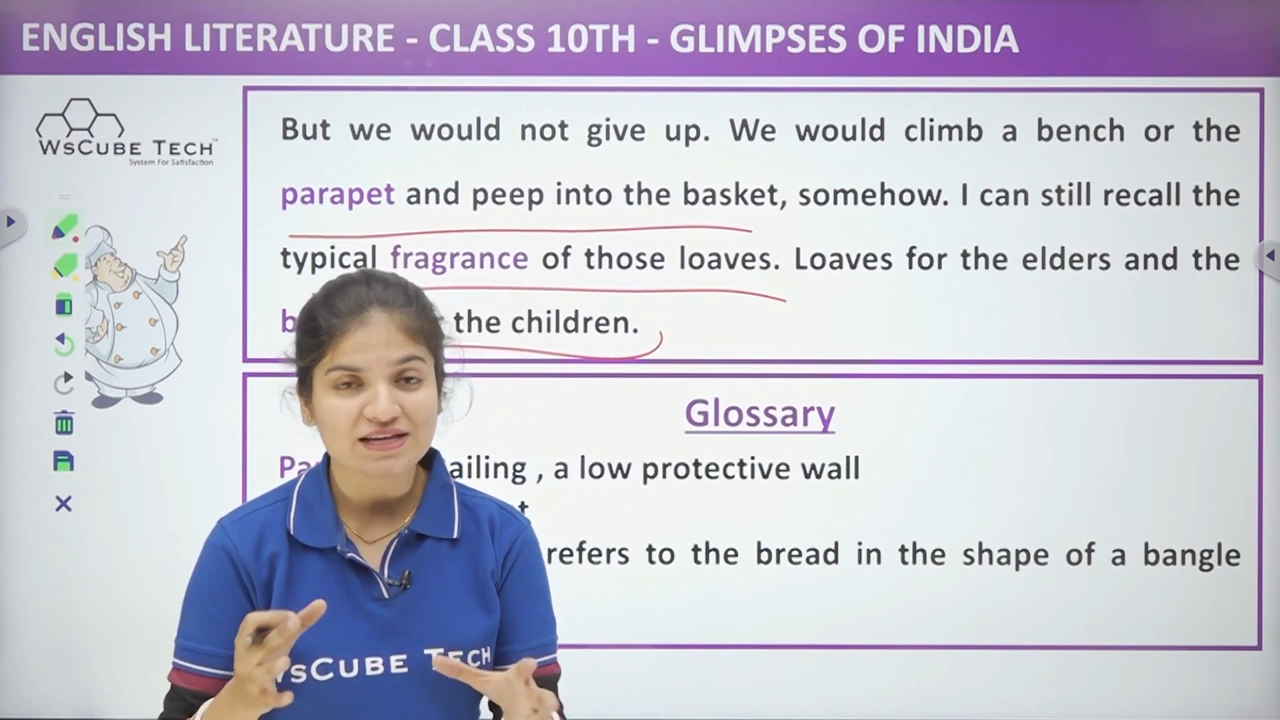 ENGLISH LITERATURE - CLASS 10TH - GLIMPSES OF INDIA
WsCUBE TECH
System For Satisfaction
But we would not give up. We would climb a bench or the
parapet and peep into the basket, somehow. I can still recall the
typical fragrance of those loaves. Loaves for the elders and the
the children.
Glossary
, a low protective wall
refers to the bread in the shape of a bangle
WsCUBE TECH